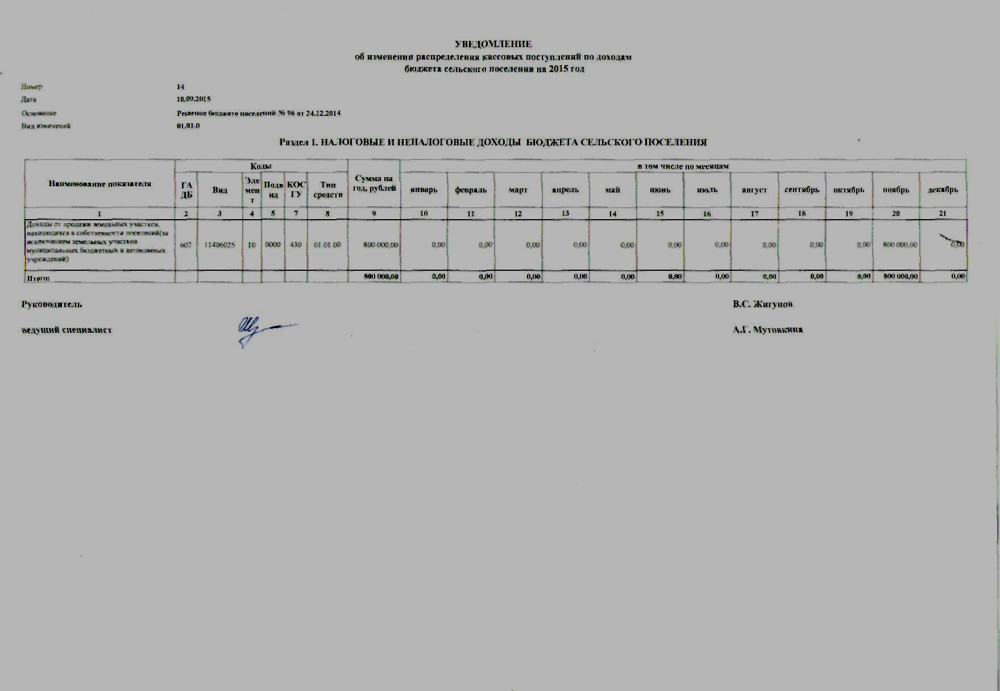 УВЕДОМЛЕНИЕ
об изменении распределения кассовых поступлений по доходам
бюджета сельского поселения на 2015 год
Номер 14
Дата 10.09.2015
Основание Решение бюджете поселений № 96 от 24.12.2014
Вид изменений 01.01.0
Раздел 1. НАЛОГОВЫЕ И НЕНАЛОГОВЫЕ ДОХОДЫ БЮДЖЕТА СЕЛЬСКОГО ПОСЕЛЕНИЯ
Наименование показателя
Коды
ГА
ДБ
Вид
Эле
мен
т
Подв
ид
КОС
ГУ
Тип
средств
Сумма на
год, рублей
в том числе по месяцам
январь февраль март апрель май июнь июль август сентябрь октябрь ноябрь декабрь
1 2 3 4 5 7 8 9 10 11 12 13 14 15 16 17 18 19 20 21
Доходы от продажи земельных участков,
находящихся в собственности поселений(за
исключением земельных участков
муниципальных бюджетных и автономных
учреждений)
602 11406025 10 0000 430 01.01.00 800 000,00 0,00 0,00 0,00 0,00 0,00 0,00 0,00 0,00 0,00 0,00 800 000,00 0,00
Итого: 800 000,00 0,00 0,00 0,00 0,00 0,00 0,00 0,00 0,00 0,00 0,00 800 000,00 0,00
Руководитель В.С. Жигунов
ведущий специалист А.Г. Мутовкина